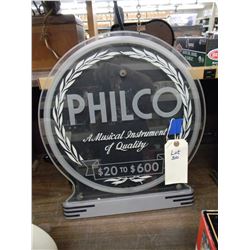 PHILCO
A Musical Instrument
of Quality
$20 TO $600
Lot